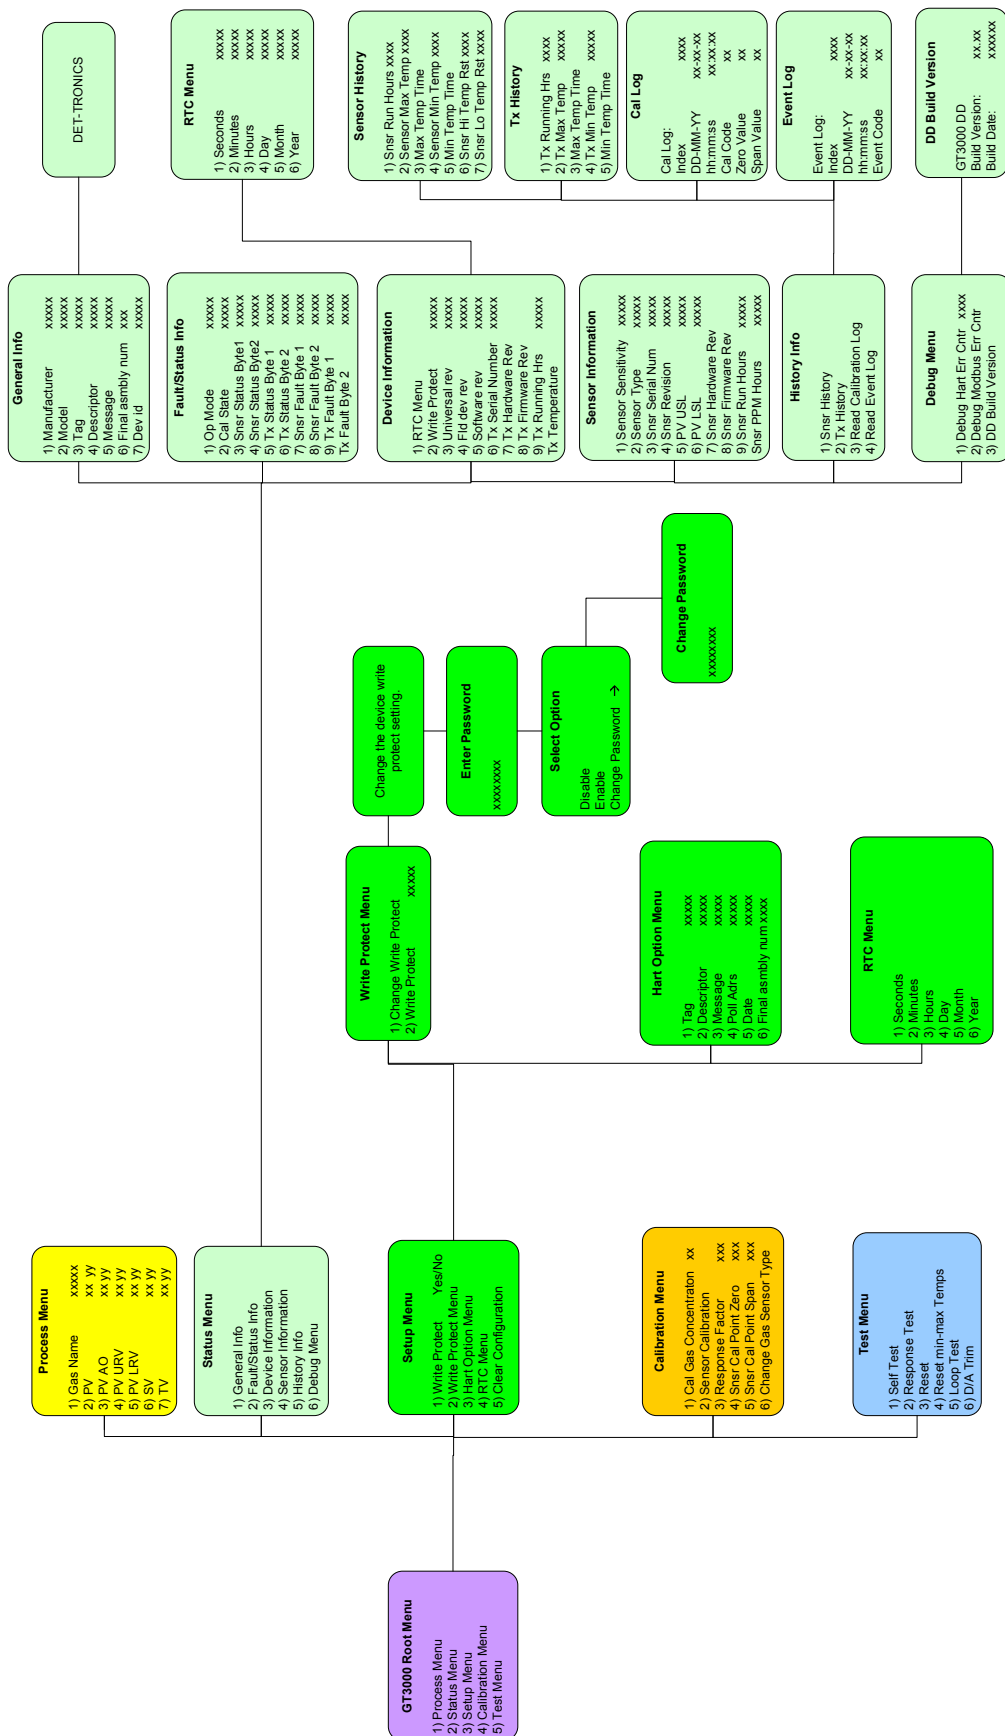 GT3000 Root Menu
1) Process Menu
2) Status Menu
3) Setup Menu
4) Calibration Menu
5) Test Menu
Process Menu
1) Gas Name xxxxx
2) PV xx yy
3) PV AO xx yy
4) PV URV xx yy
5) PV LRV xx yy
6) SV xx yy
7) TV xx yy
Status Menu
1) General Info
2) Fault/Status Info
3) Device Information
4) Sensor Information
5) History Info
6) Debug Menu
Setup Menu
1) Write Protect Yes/No
2) Write Protect Menu
3) Hart Option Menu
4) RTC Menu
5) Clear Configuration
Calibration Menu
1) Cal Gas Concentraton xx
2) Sensor Calibration
3) Response Factor xxx
4) Snsr Cal Point Zero xxx
5) Snsr Cal Point Span xxx
6) Change Gas Sensor Type
Test Menu
1) Self Test
2) Response Test
3) Reset
4) Reset min-max Temps
5) Loop Test
6) D/A Trim
Write Protect Menu
1) Change Write Protect
2) Write Protect xxxxx
Hart Option Menu
1) Tag xxxxx
2) Descriptor xxxxx
3) Message xxxxx
4) Poll Adrs xxxxx
5) Date xxxxx
6) Final asmbly num xxxx
RTC Menu
1) Seconds
2) Minutes
3) Hours
4) Day
5) Month
6) Year
Change the device write
protect setting.
Enter Password
xxxxxxxx
Select Option
Disable
Enable
Change Password →
Change Password
xxxxxxxx
General Info
1) Manufacturer xxxxx
2) Model xxxxx
3) Tag xxxxx
4) Descriptor xxxxx
5) Message xxxxx
6) Final asmbly num xxx
7) Dev id xxxxx
Fault/Status Info
1) Op Mode xxxxx
2) Cal State xxxxx
3) Snsr Status Byte1 xxxxx
4) Snsr Status Byte2 xxxx
5) Tx Status Byte 1 xxxxx
6) Tx Status Byte 2 xxxxx
7) Snsr Fault Byte 1 xxxxx
8) Snsr Fault Byte 2 xxxx
9) Tx Fault Byte 1 xxxxx
Tx Fault Byte 2 xxxxx
Device Information
1) RTC Menu
2) Write Protect xxxxx
3) Universal rev xxxx
4) Fld dev rev xxxx
5) Software rev xxxx
6) Tx Serial Number xxxx
7) Tx Hardware Rev
8) Tx Firmware Rev
9) Tx Running Hrs xxxxx
Tx Temperature
Sensor Information
1) Sensor Sensitivity xxxxx
2) Sensor Type xxxxx
3) Snsr Serial Num xxxxx
4) Snsr Revision xxxxx
5) PV USL xxxxx
6) PV LSL xxxxx
7) Snsr Hardware Rev
8) Snsr Firmware Rev
9) Snsr Run Hours xxxxx
Snsr PPM Hours xxxxx
History Info
1) Snsr History
2) Tx History
3) Read Calibration Log
4) Read Event Log
Debug Menu
1) Debug Hart Err Cntr xxxx
2) Debug Modbus Err Cntr
3) DD Build Version
DET-TRONICS
RTC Menu
1) Seconds xxxxx
2) Minutes xxxxx
3) Hours xxxxx
4) Day xxxxx
5) Month xxxxx
6) Year xxxxx
Sensor History
1) Snsr Run Hours xxxx
2) Sensor Max Temp xxxx
3) Max Temp Time
4) Sensor Min Temp xxxx
5) Min Temp Time
6) Snsr Hi Temp Rst xxxx
7) Snsr Lo Temp Rst xxxx
Tx History
1) Tx Running Hrs xxxx
2) Tx Max Temp xxxxx
3) Max Temp Time
4) Tx Min Temp xxxxx
5) Min Temp Time
Cal Log
Cal Log:
Index xxxx
DD-MM-YY xx-xx-xx
hh:mm:ss xx:xx:xx
Cal Code xx
Zero Value xx
Span Value xx
Event Log
Event Log:
Index xxxx
DD-MM-YY xx-xx-xx
hh:mm:ss xx:xx:xx
Event Code xx
DD Build Version
GT3000 DD
Build Version: xx.xx
Build Date: xxxxxx